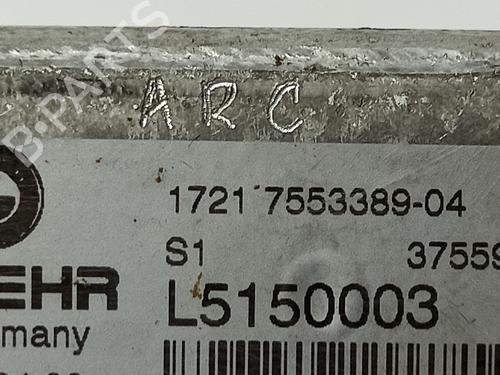 ARC
1721 7553389-04
S1 37559
EHR L5150003
many
B-PARTS